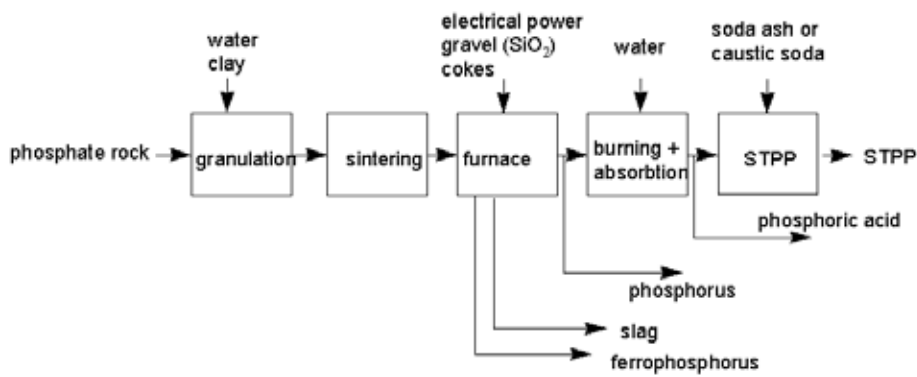 water
clay
electrical power
gravel (SiO₂)
cokes
water
soda ash or
caustic soda
phosphate rock
granulation
sintering
furnace
burning +
absorbtion
STPP
STPP
phosphoric acid
phosphorus
slag
ferrophosphorus